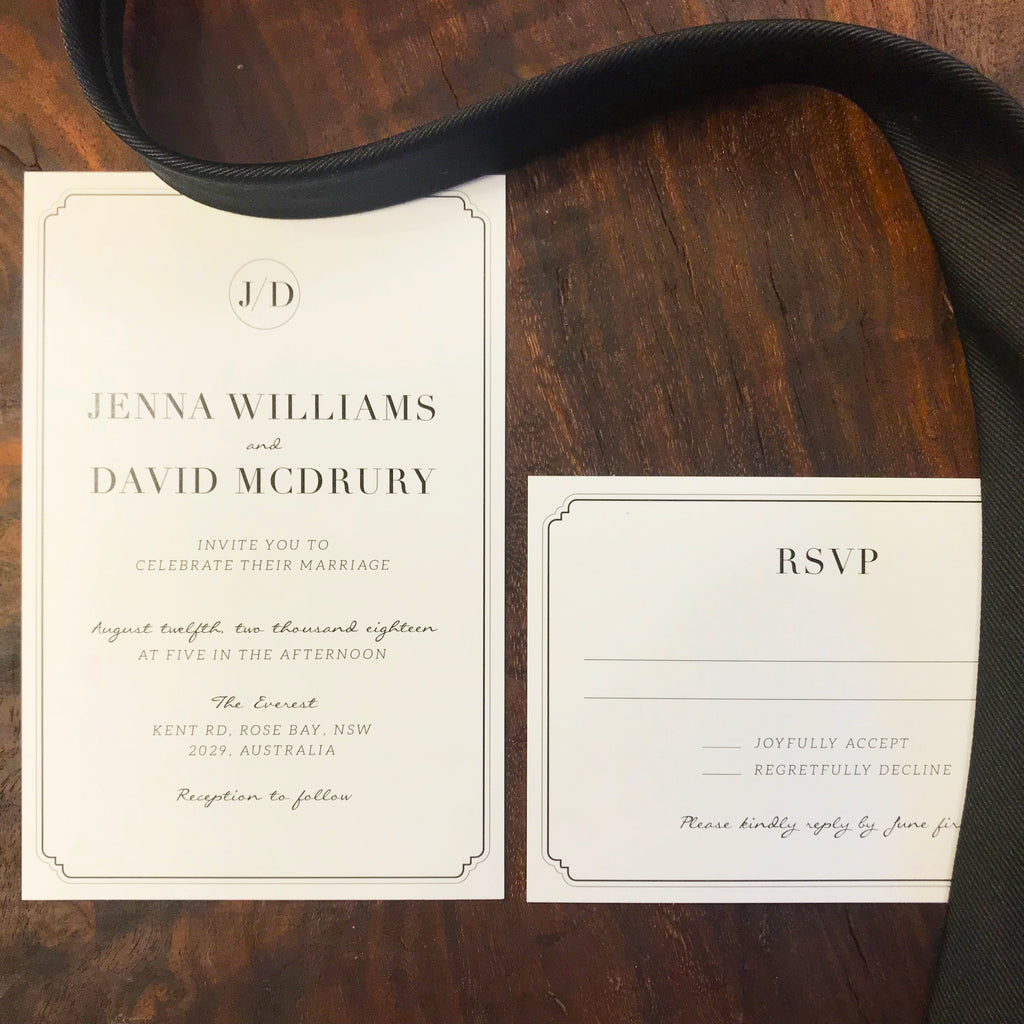 J/D
JENNA WILLIAMS
and
DAVID MCDRURY
INVITE YOU TO
CELEBRATE THEIR MARRIAGE
August twelfth, two thousand eighteen
AT FIVE IN THE AFTERNOON
The Everest
KENT RD, ROSE BAY, NSW
2029, AUSTRALIA
Reception to follow
RSVP
JOYFULLY ACCEPT
REGRETFULLY DECLINE
Please kindly reply by June